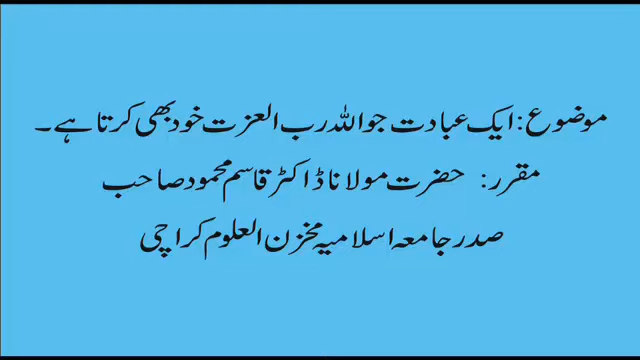 موضوع: ایک عبادت جو اللہ رب العزت خود بھی کرتا ہے۔
مقرر: حضرت مولانا ڈاکٹر قاسم محمود صاحب
صدر جامعہ اسلامیہ مخزن العلوم کراچی